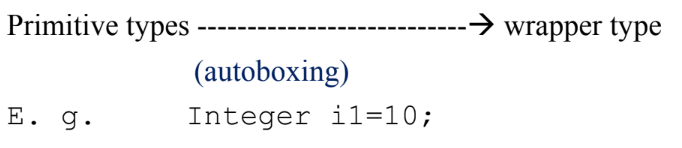 Primitive types ---------------------------→ wrapper type
(autoboxing)
E. g. Integer i1=10;